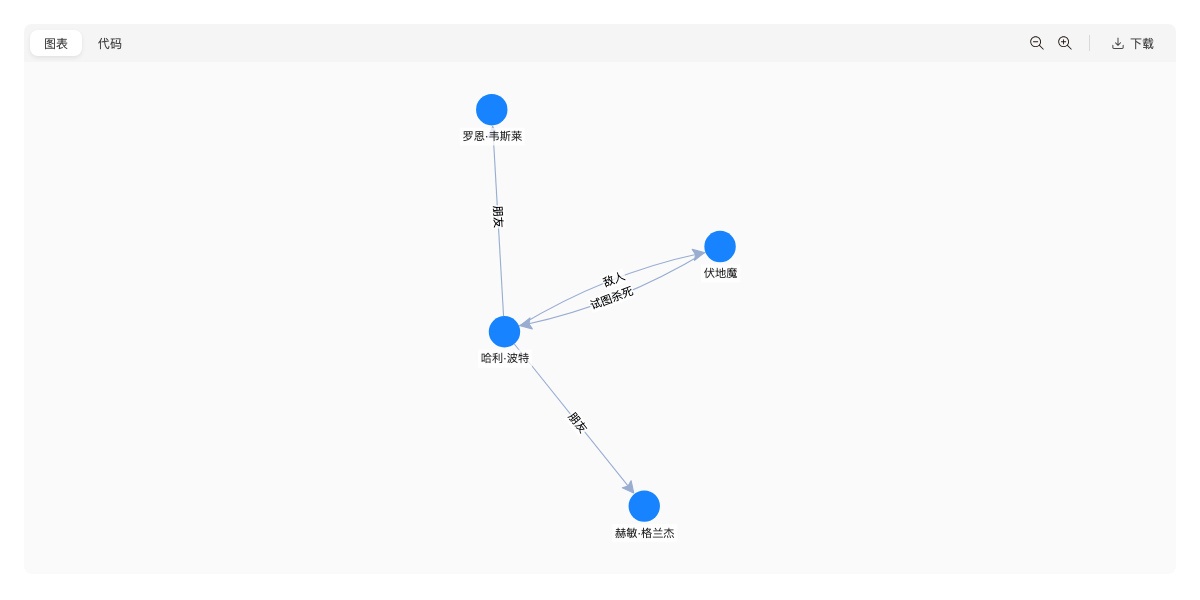 图表
代码
下载
罗恩·韦斯莱
朋友
伏地魔
敌人
试图杀死
哈利·波特
朋友
赫敏·格兰杰